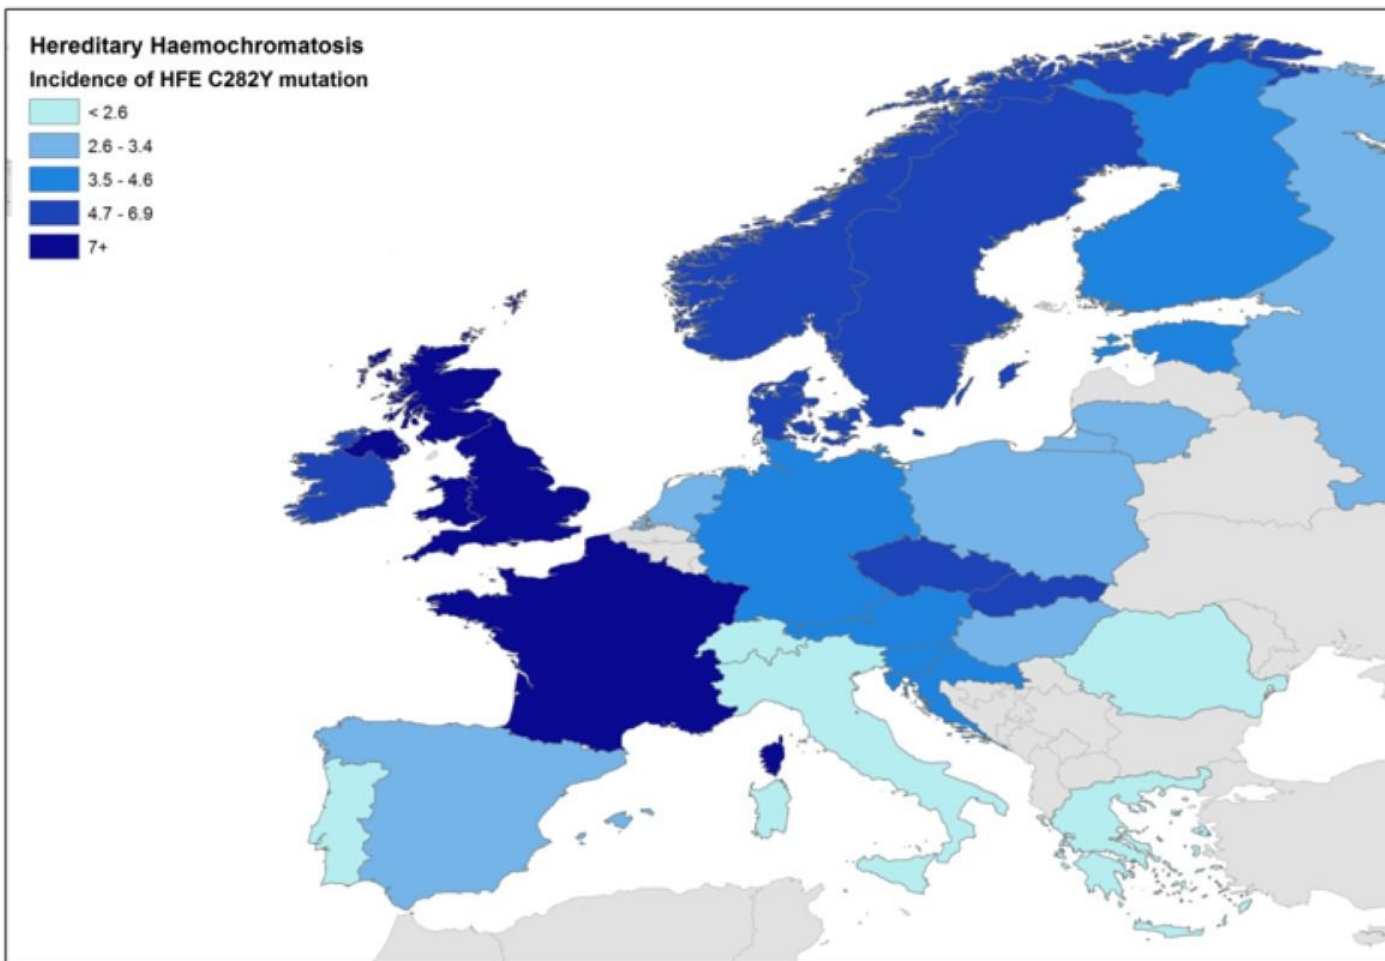 Hereditary Haemochromatosis
Incidence of HFE C282Y mutation
< 2.6
2.6 - 3.4
3.5 - 4.6
4.7 - 6.9
7+